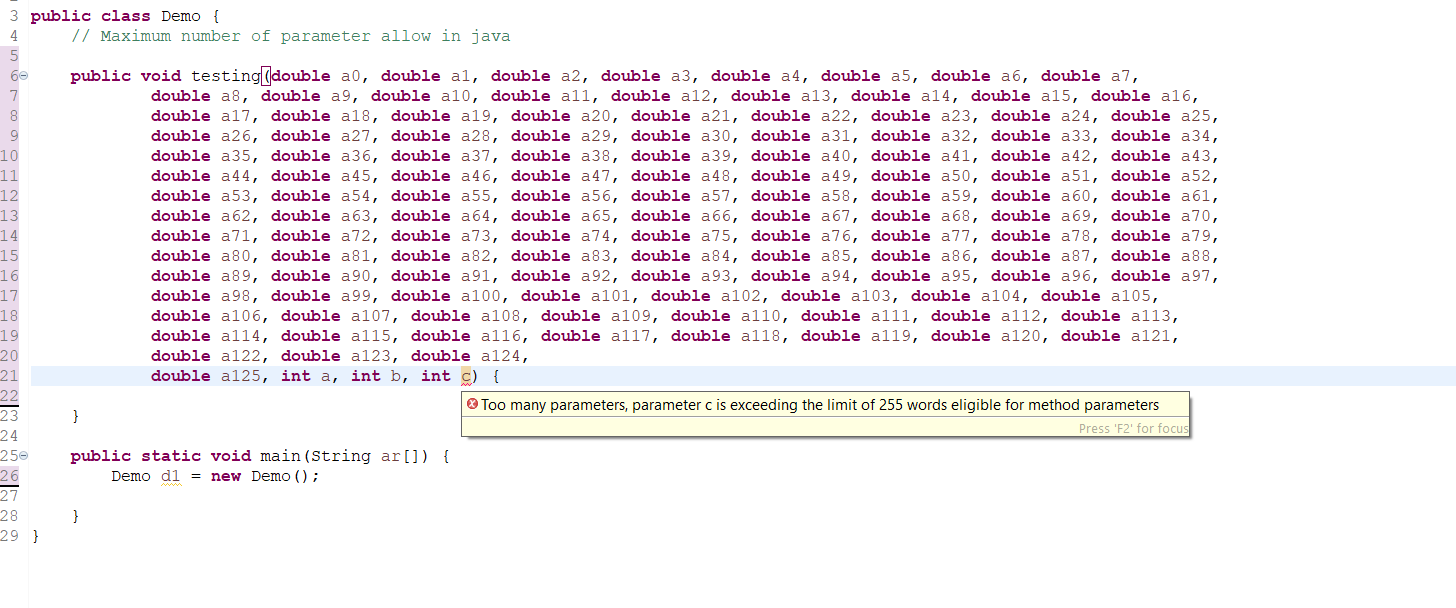 3 public class Demo {
4 // Maximum number of parameter allow in java
5
6 public void testing(double a0, double a1, double a2, double a3, double a4, double a5, double a6, double a7,
7 double a8, double a9, double a10, double a11, double a12, double a13, double a14, double a15, double a16,
8 double a17, double a18, double a19, double a20, double a21, double a22, double a23, double a24, double a25,
9 double a26, double a27, double a28, double a29, double a30, double a31, double a32, double a33, double a34,
10 double a35, double a36, double a37, double a38, double a39, double a40, double a41, double a42, double a43,
11 double a44, double a45, double a46, double a47, double a48, double a49, double a50, double a51, double a52,
12 double a53, double a54, double a55, double a56, double a57, double a58, double a59, double a60, double a61,
13 double a62, double a63, double a64, double a65, double a66, double a67, double a68, double a69, double a70,
14 double a71, double a72, double a73, double a74, double a75, double a76, double a77, double a78, double a79,
15 double a80, double a81, double a82, double a83, double a84, double a85, double a86, double a87, double a88,
16 double a89, double a90, double a91, double a92, double a93, double a94, double a95, double a96, double a97,
17 double a98, double a99, double a100, double a101, double a102, double a103, double a104, double a105,
18 double a106, double a107, double a108, double a109, double a110, double a111, double a112, double a113,
19 double a114, double a115, double a116, double a117, double a118, double a119, double a120, double a121,
20 double a122, double a123, double a124,
21 double a125, int a, int b, int c) {
22
Too many parameters, parameter c is exceeding the limit of 255 words eligible for method parameters
23 }
Press 'F2' for focus
24
25 public static void main(String ar[]) {
26 Demo d1 = new Demo();
27
28 }
29 }